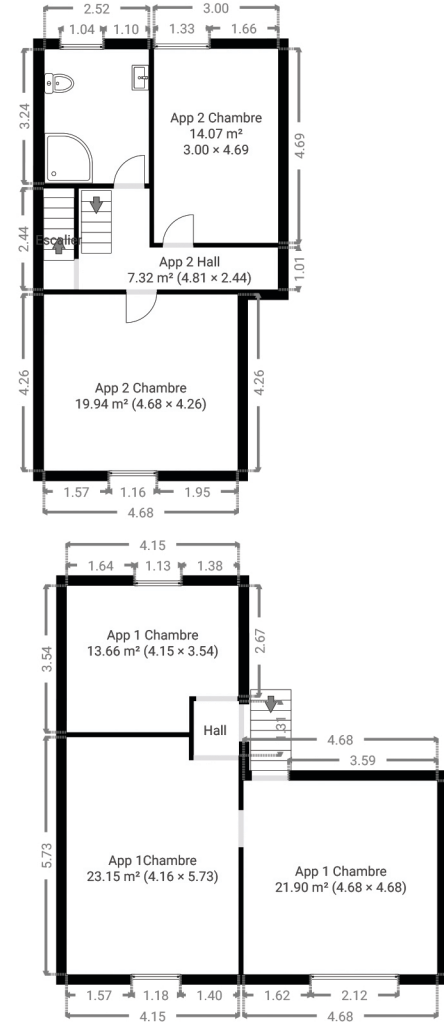 2.52
3.00
1.04
1.10
1.33
1.66
3.24
App 2 Chambre
14.07 m²
3.00 × 4.69
4.69
2.44
Escalier
App 2 Hall
7.32 m² (4.81 × 2.44)
1.01
4.26
App 2 Chambre
19.94 m² (4.68 × 4.26)
4.26
1.57
1.16
1.95
4.68
4.15
1.64
1.13
1.38
3.54
App 1 Chambre
13.66 m² (4.15 × 3.54)
2.67
Hall
1.31
4.68
3.59
5.73
App 1Chambre
23.15 m² (4.16 × 5.73)
App 1 Chambre
21.90 m² (4.68 × 4.68)
1.57
1.18
1.40
1.62
2.12
4.15
4.68